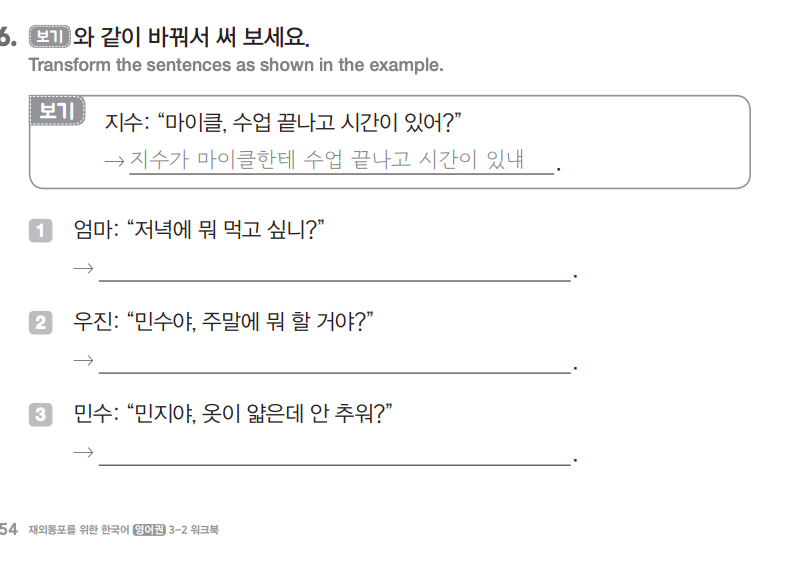 6. 보기와 같이 바꿔서 써 보세요.
Transform the sentences as shown in the example.
보기
지수: “마이클, 수업 끝나고 시간이 있어?”
→ 지수가 마이클한테 수업 끝나고 시간이 있냬.
1 엄마: “저녁에 뭐 먹고 싶니?”
→ .
2 우진: “민수야, 주말에 뭐 할 거야?”
→ .
3 민수: “민지야, 옷이 얇은데 안 추워?”
→ .
54 재외동포를 위한 한국어 영어권 3-2 워크북